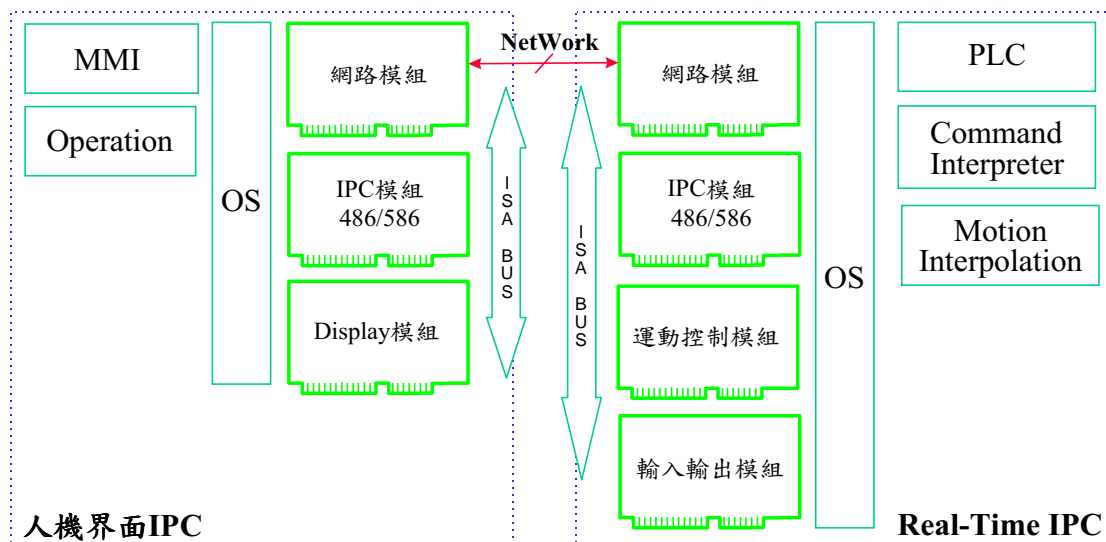 MMI
Operation
OS
網路模組
IPC模組
486/586
Display模組
ISA BUS
人機界面IPC
NetWork
ISA BUS
網路模組
IPC模組
486/586
運動控制模組
輸入輸出模組
OS
PLC
Command
Interpreter
Motion
Interpolation
Real-Time IPC